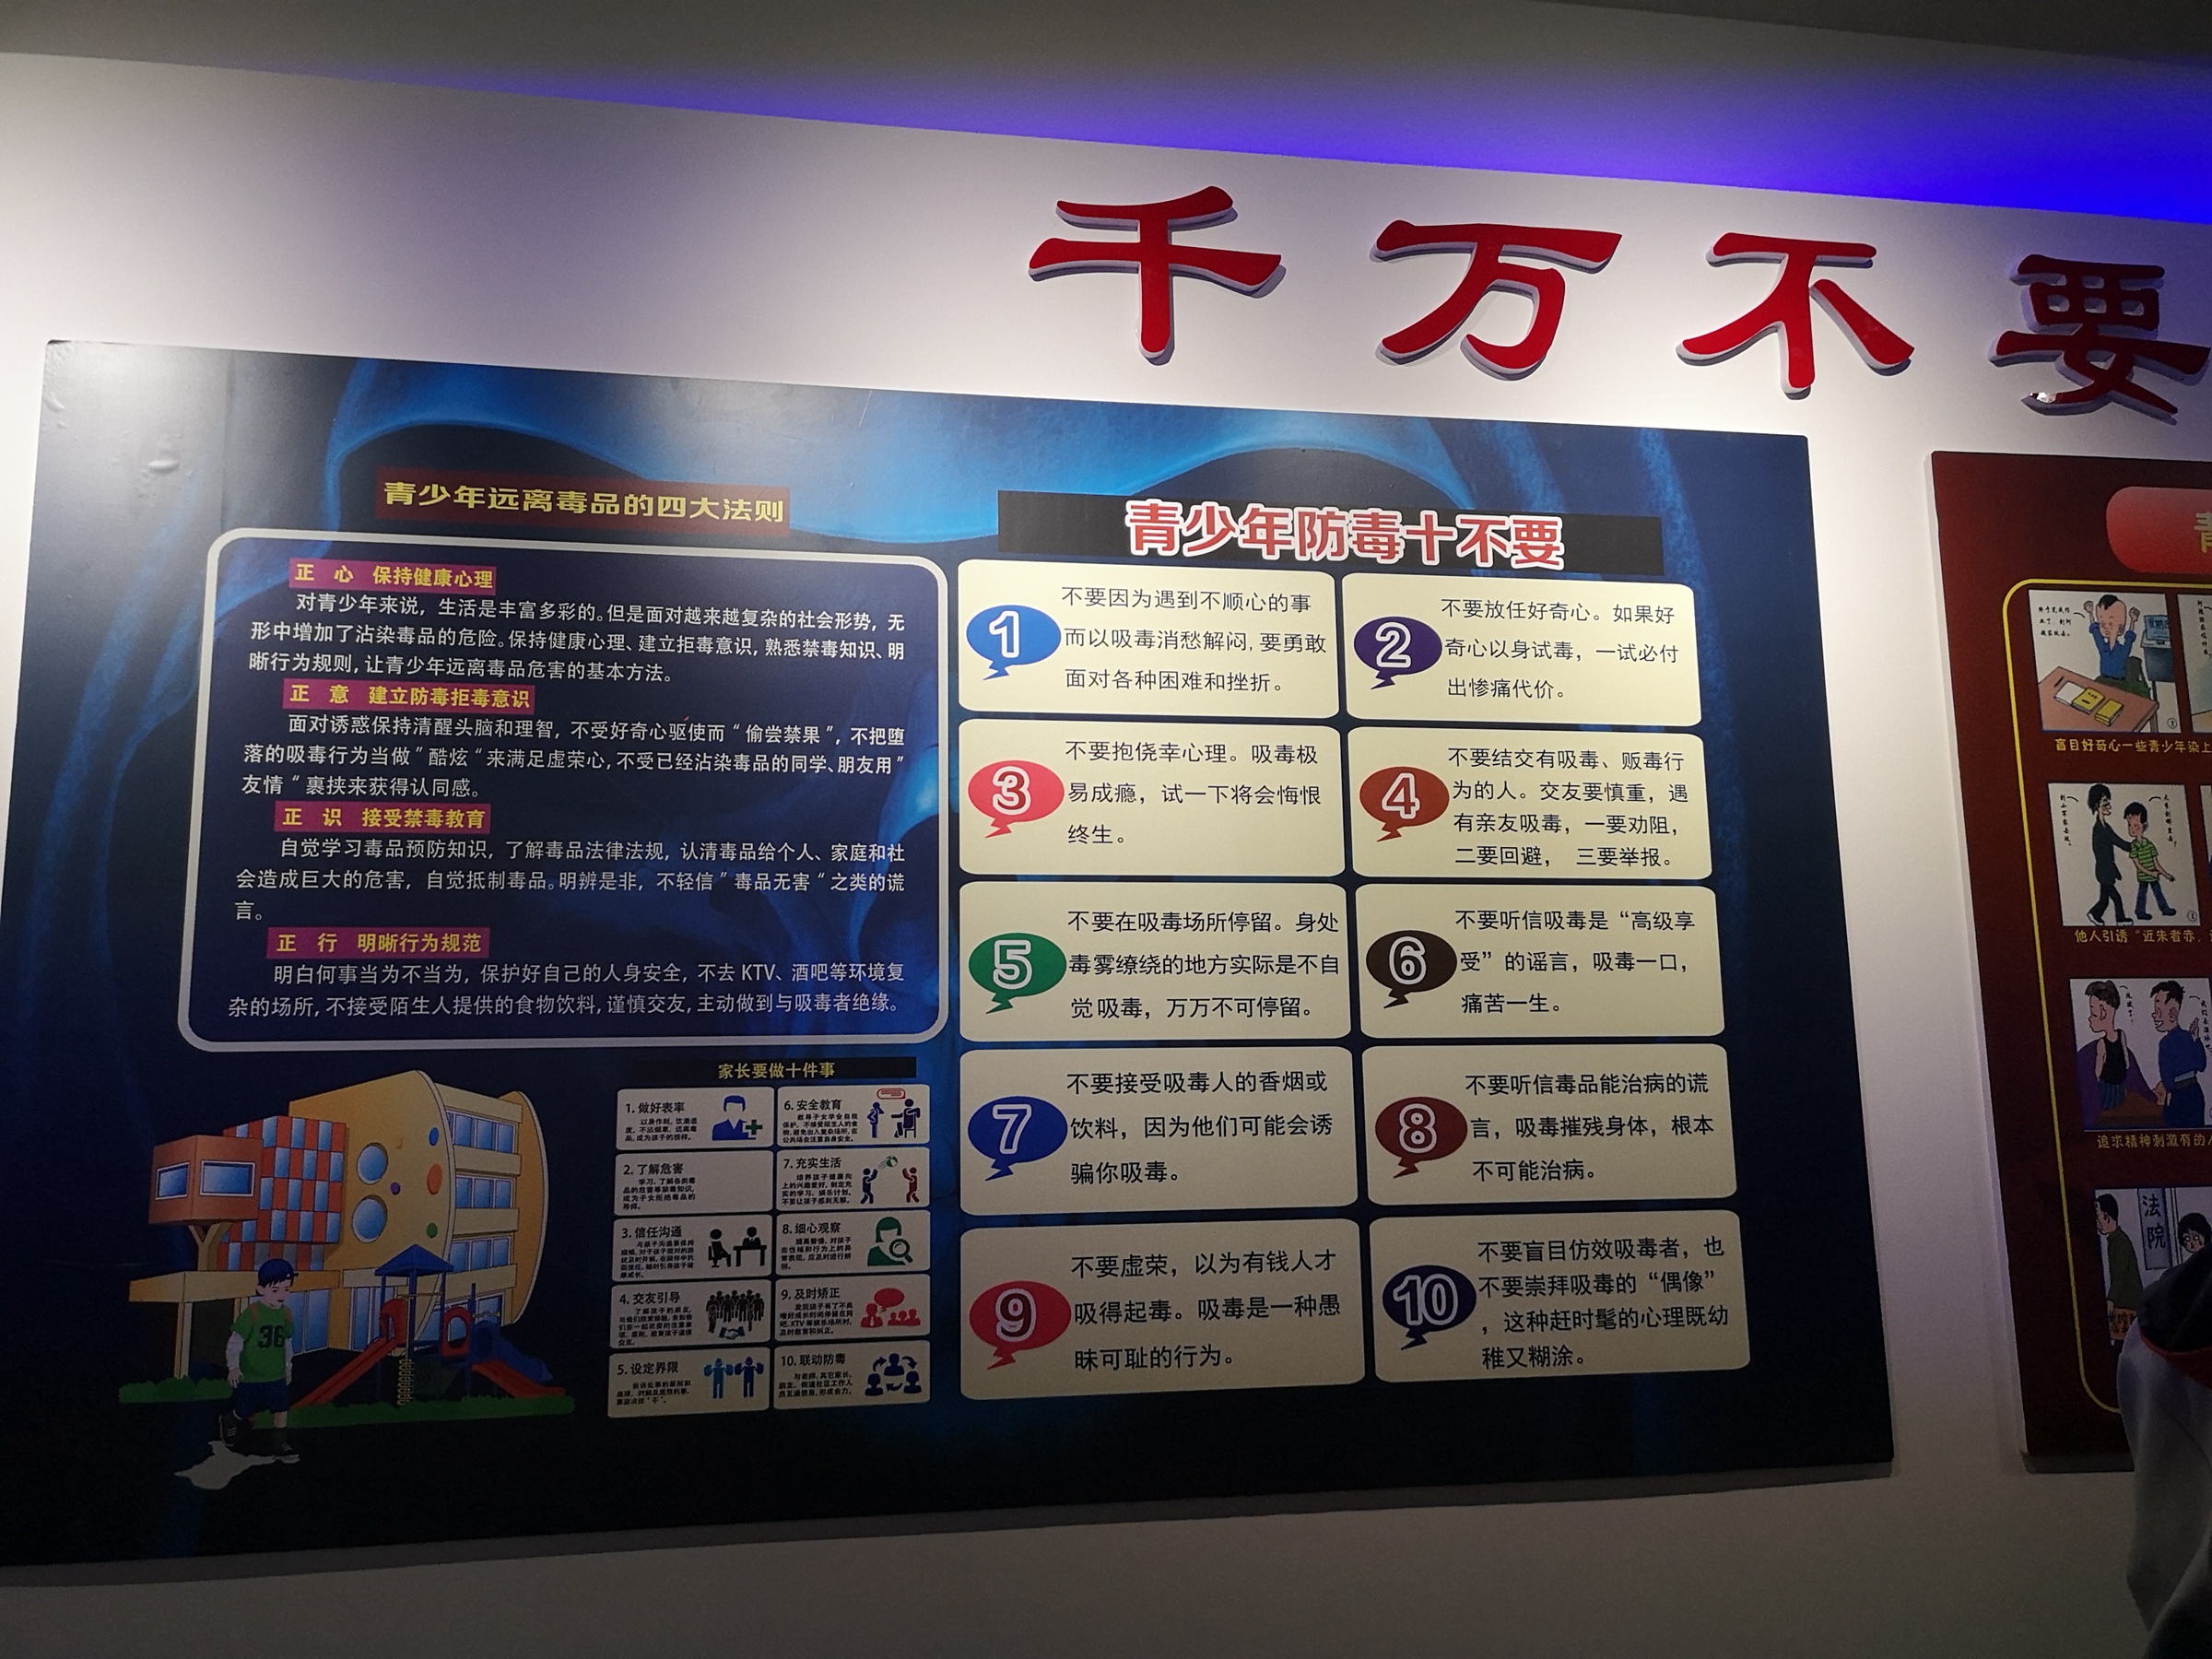 千万不要
青少年远离毒品的四大法则
正 心 保持健康心理
对青少年来说，生活是丰富多彩的。但是面对越来越复杂的社会形势，无
形中增加了沾染毒品的危险。保持健康心理、建立拒毒意识，熟悉禁毒知识、明
晰行为规则，让青少年远离毒品危害的基本方法。
正 意 建立防毒拒毒意识
面对诱惑保持清醒头脑和理智，不受好奇心驱使而“偷尝禁果”，不把堕
落的吸毒行为当做”酷炫“来满足虚荣心，不受已经沾染毒品的同学、朋友用”
友情“裹挟来获得认同感。
正 识 接受禁毒教育
自觉学习毒品预防知识，了解毒品法律法规，认清毒品给个人、家庭和社
会造成巨大的危害，自觉抵制毒品。明辨是非，不轻信”毒品无害“之类的谎
言。
正 行 明晰行为规范
明白何事当为不当为，保护好自己的人身安全，不去KTV、酒吧等环境复
杂的场所，不接受陌生人提供的食物饮料，谨慎交友，主动做到与吸毒者绝缘。
家长要做十件事
1. 做好表率
2. 了解危害
3. 信任沟通
4. 交友引导
5. 设定界限
6. 安全教育
7. 充实生活
8. 细心观察
9. 及时矫正
10. 联动防毒
36
青少年防毒十不要
1
不要因为遇到不顺心的事
而以吸毒消愁解闷，要勇敢
面对各种困难和挫折。
2
不要放任好奇心。如果好
奇心以身试毒，一试必付
出惨痛代价。
3
不要抱侥幸心理。吸毒极
易成瘾，试一下将会悔恨
终生。
4
不要结交有吸毒、贩毒行
为的人。交友要慎重，遇
有亲友吸毒，一要劝阻，
二要回避， 三要举报。
5
不要在吸毒场所停留。身处
毒雾缭绕的地方实际是不自
觉吸毒，万万不可停留。
6
不要听信吸毒是“高级享
受”的谣言，吸毒一口，
痛苦一生。
7
不要接受吸毒人的香烟或
饮料，因为他们可能会诱
骗你吸毒。
8
不要听信毒品能治病的谎
言，吸毒摧残身体，根本
不可能治病。
9
不要虚荣，以为有钱人才
吸得起毒。吸毒是一种愚
昧可耻的行为。
10
不要盲目仿效吸毒者，也
不要崇拜吸毒的“偶像”
，这种赶时髦的心理既幼
稚又糊涂。
盲目好奇心一些青少年染上
他人引诱“近朱者赤，
追求精神刺激有的
法院